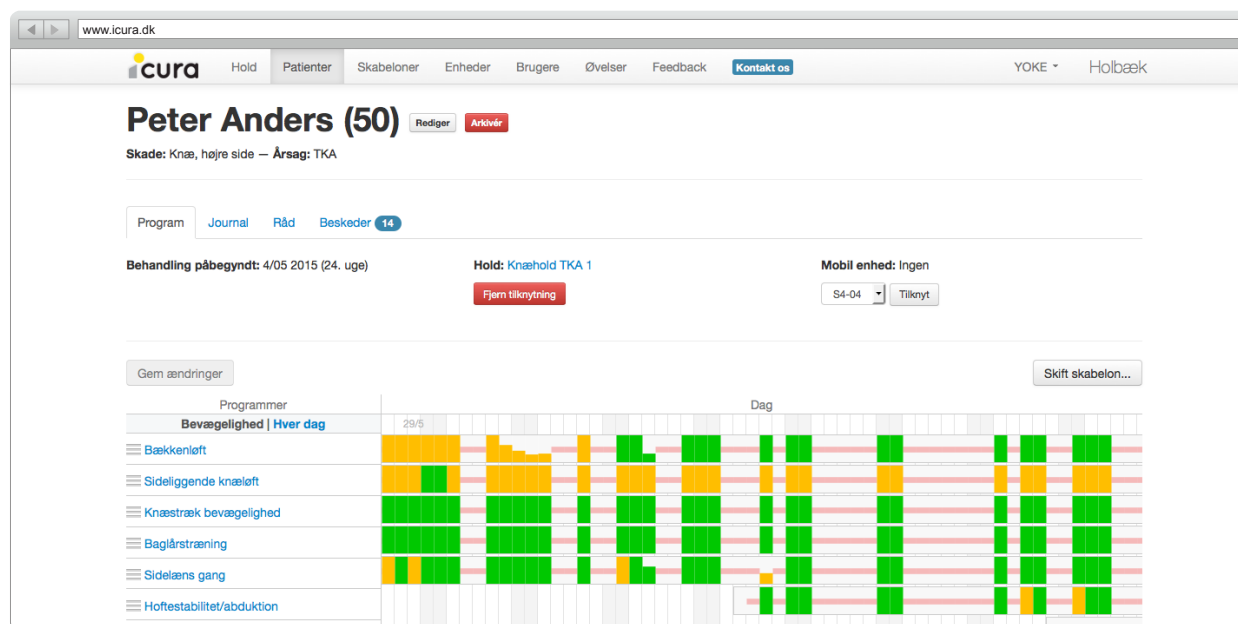 www.icura.dk
icura Hold Patienter Skabeloner Enheder Brugere Øvelser Feedback Kontakt os YOKE Holbæk
Peter Anders (50) Rediger Arkivér
Skade: Knæ, højre side — Årsag: TKA
Program Journal Råd Beskeder 14
Behandling påbegyndt: 4/05 2015 (24. uge) Hold: Knæhold TKA 1 Mobil enhed: Ingen
Fjern tilknytning S4-04 Tilknyt
Gem ændringer Skift skabelon...
Programmer Dag
Bevægelighed | Hver dag 29/5
Bækkenløft
Sideliggende knæløft
Knæstræk bevægelighed
Baglårstræning
Sidelæns gang
Hoftestabilitet/abduktion